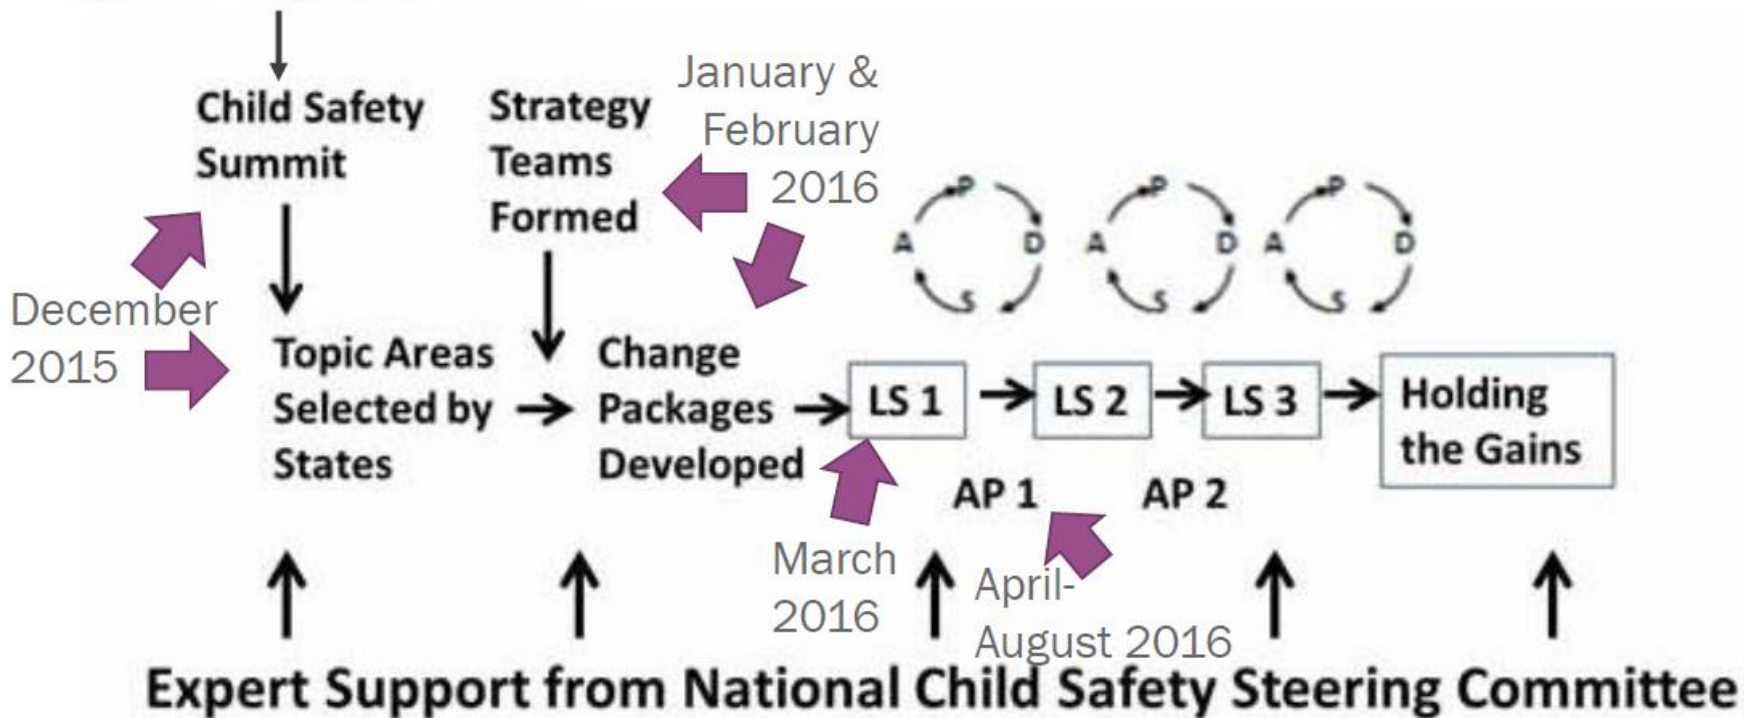 Child Safety
Summit
Strategy
Teams
Formed
January &
February
2016
P
A
D
S
P
A
D
S
P
A
D
S
December
2015
Topic Areas
Selected by
States
Change
Packages
Developed
LS 1
LS 2
LS 3
Holding
the Gains
AP 1
AP 2
March
2016
April-
August 2016
Expert Support from National Child Safety Steering Committee